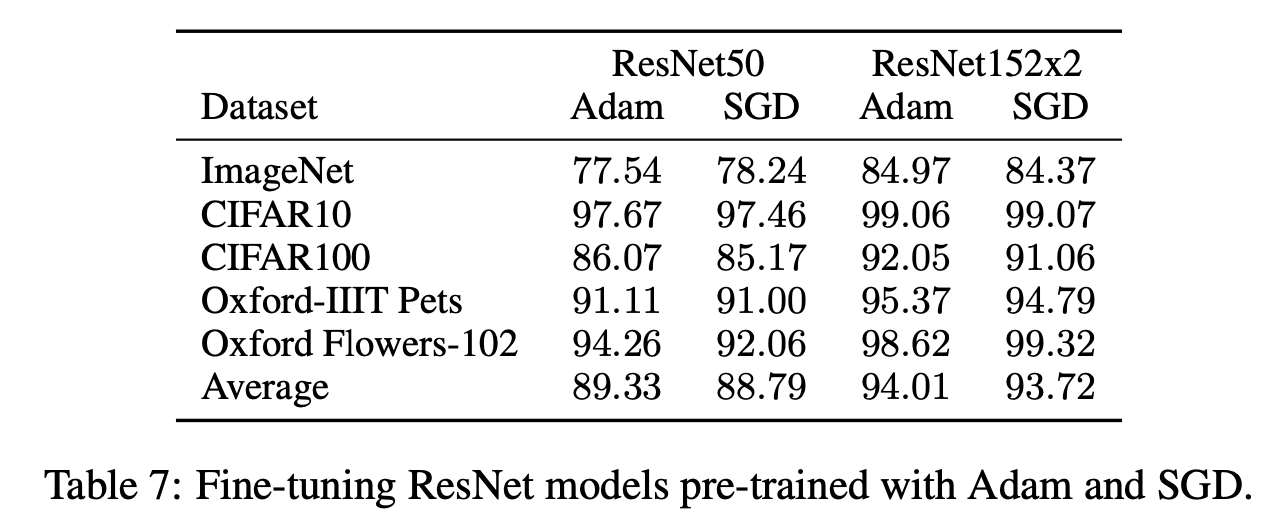 ResNet50 ResNet152x2
Dataset Adam SGD Adam SGD
ImageNet 77.54 78.24 84.97 84.37
CIFAR10 97.67 97.46 99.06 99.07
CIFAR100 86.07 85.17 92.05 91.06
Oxford-IIIT Pets 91.11 91.00 95.37 94.79
Oxford Flowers-102 94.26 92.06 98.62 99.32
Average 89.33 88.79 94.01 93.72
Table 7: Fine-tuning ResNet models pre-trained with Adam and SGD.